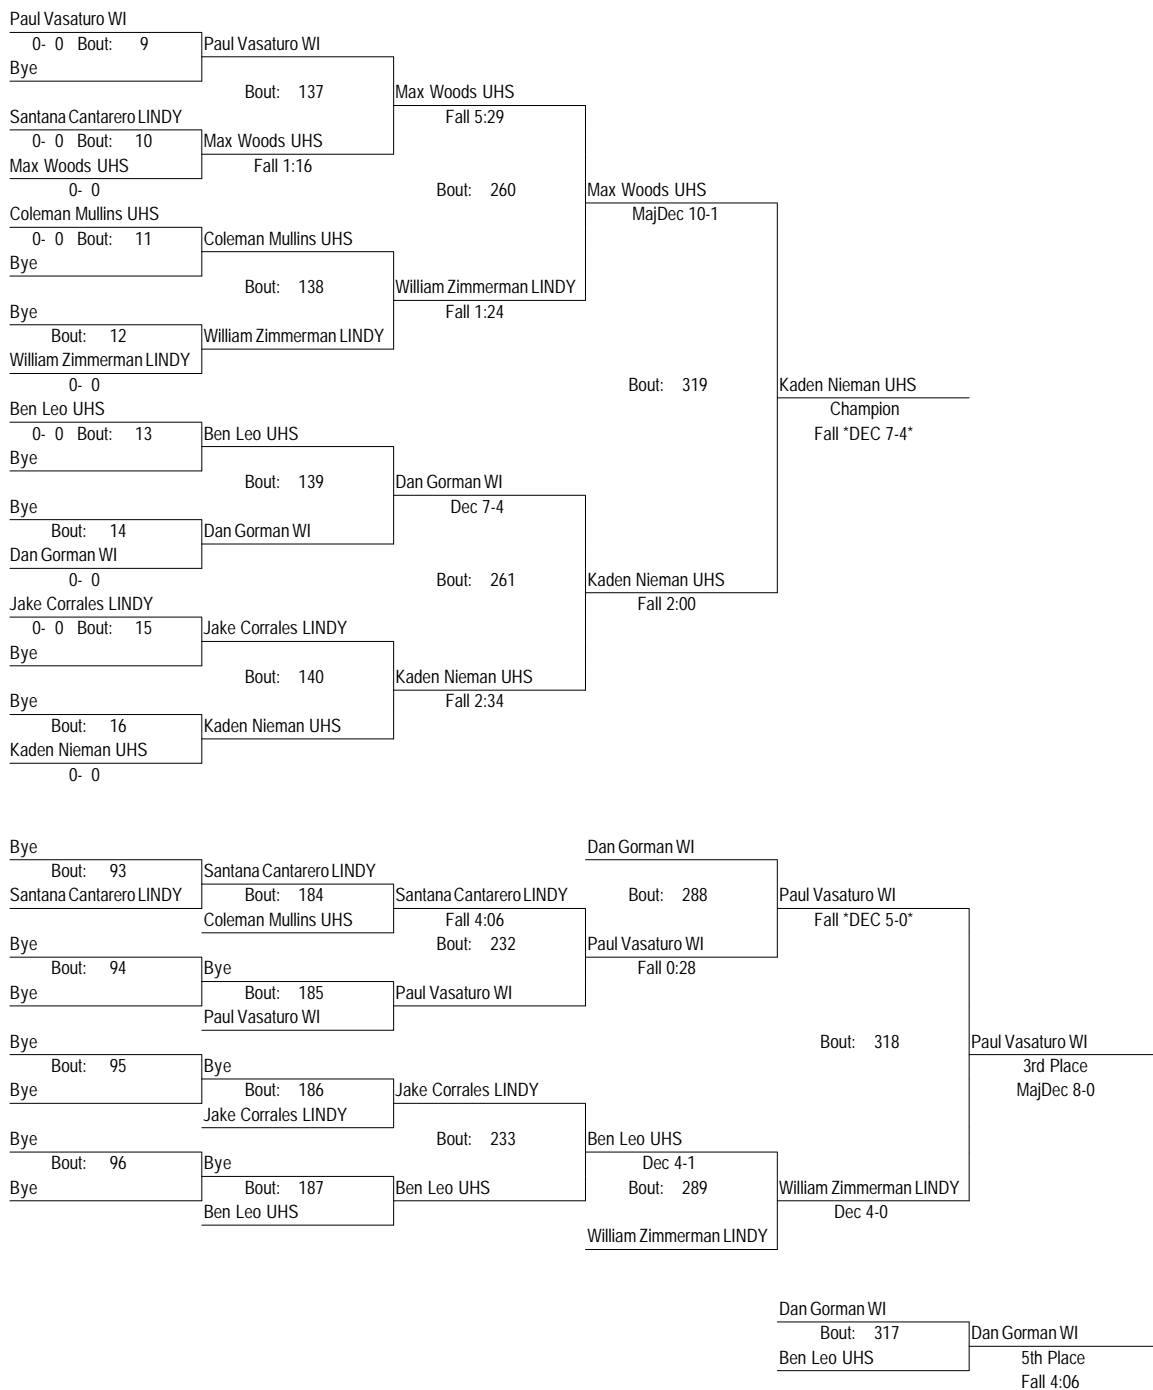 Paul Vasaturo WI
0- 0 Bout: 9
Paul Vasaturo WI
Bye
Bout: 137
Max Woods UHS
Santana Cantarero LINDY
Fall 5:29
0- 0 Bout: 10
Max Woods UHS
Max Woods UHS
Fall 1:16
0- 0
Bout: 260
Max Woods UHS
Coleman Mullins UHS
MajDec 10-1
0- 0 Bout: 11
Coleman Mullins UHS
Bye
Bout: 138
William Zimmerman LINDY
Bye
Fall 1:24
Bout: 12
William Zimmerman LINDY
William Zimmerman LINDY
0- 0
Bout: 319
Kaden Nieman UHS
Ben Leo UHS
Champion
0- 0 Bout: 13
Ben Leo UHS
Fall *DEC 7-4*
Bye
Bout: 139
Dan Gorman WI
Bye
Dec 7-4
Bout: 14
Dan Gorman WI
Dan Gorman WI
0- 0
Bout: 261
Kaden Nieman UHS
Jake Corrales LINDY
Fall 2:00
0- 0 Bout: 15
Jake Corrales LINDY
Bye
Bout: 140
Kaden Nieman UHS
Bye
Fall 2:34
Bout: 16
Kaden Nieman UHS
Kaden Nieman UHS
0- 0
Bye
Dan Gorman WI
Bout: 93
Santana Cantarero LINDY
Santana Cantarero LINDY
Bout: 184
Santana Cantarero LINDY
Bout: 288
Paul Vasaturo WI
Coleman Mullins UHS
Fall 4:06
Fall *DEC 5-0*
Bye
Bout: 232
Paul Vasaturo WI
Bout: 94
Bye
Fall 0:28
Bye
Bout: 185
Paul Vasaturo WI
Paul Vasaturo WI
Bye
Bout: 318
Paul Vasaturo WI
Bout: 95
Bye
3rd Place
Bye
Bout: 186
Jake Corrales LINDY
MajDec 8-0
Jake Corrales LINDY
Bye
Bout: 233
Ben Leo UHS
Bout: 96
Bye
Dec 4-1
Bye
Bout: 187
Ben Leo UHS
Bout: 289
William Zimmerman LINDY
Ben Leo UHS
Dec 4-0
William Zimmerman LINDY
Dan Gorman WI
Bout: 317
Dan Gorman WI
Ben Leo UHS
5th Place
Fall 4:06